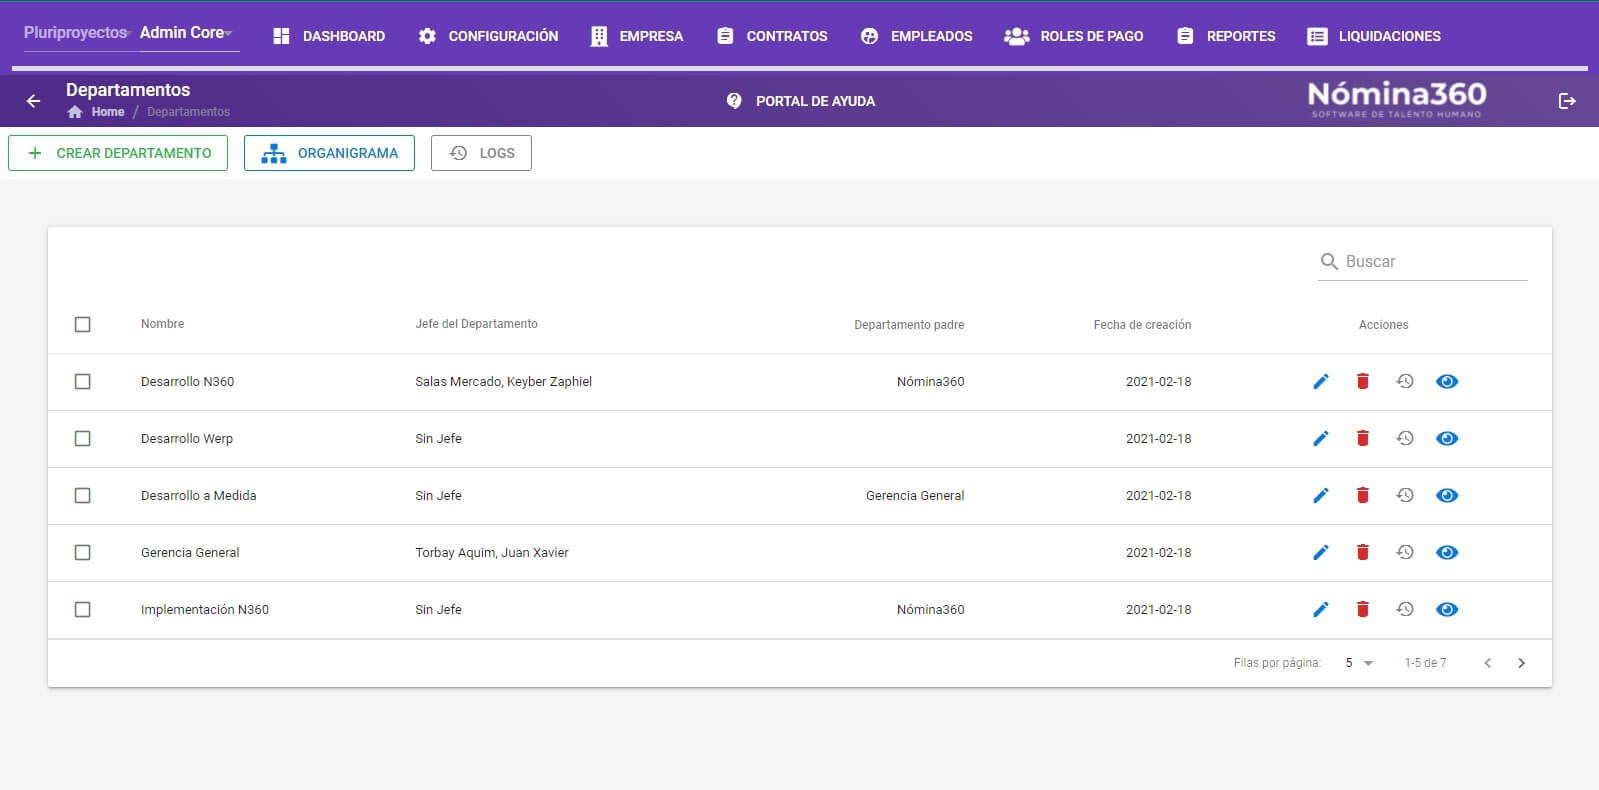 Pluriproyectos Admin Core DASHBOARD CONFIGURACIÓN EMPRESA CONTRATOS EMPLEADOS ROLES DE PAGO REPORTES LIQUIDACIONES
Departamentos
Home / Departamentos
PORTAL DE AYUDA
Nómina360
SOFTWARE DE TALENTO HUMANO
+ CREAR DEPARTAMENTO ORGANIGRAMA LOGS
Buscar
Nombre Jefe del Departamento Departamento padre Fecha de creación Acciones
Desarrollo N360 Salas Mercado, Keyber Zaphiel Nómina360 2021-02-18
Desarrollo Werp Sin Jefe 2021-02-18
Desarrollo a Medida Sin Jefe Gerencia General 2021-02-18
Gerencia General Torbay Aquim, Juan Xavier 2021-02-18
Implementación N360 Sin Jefe Nómina360 2021-02-18
Filas por página: 5 1-5 de 7